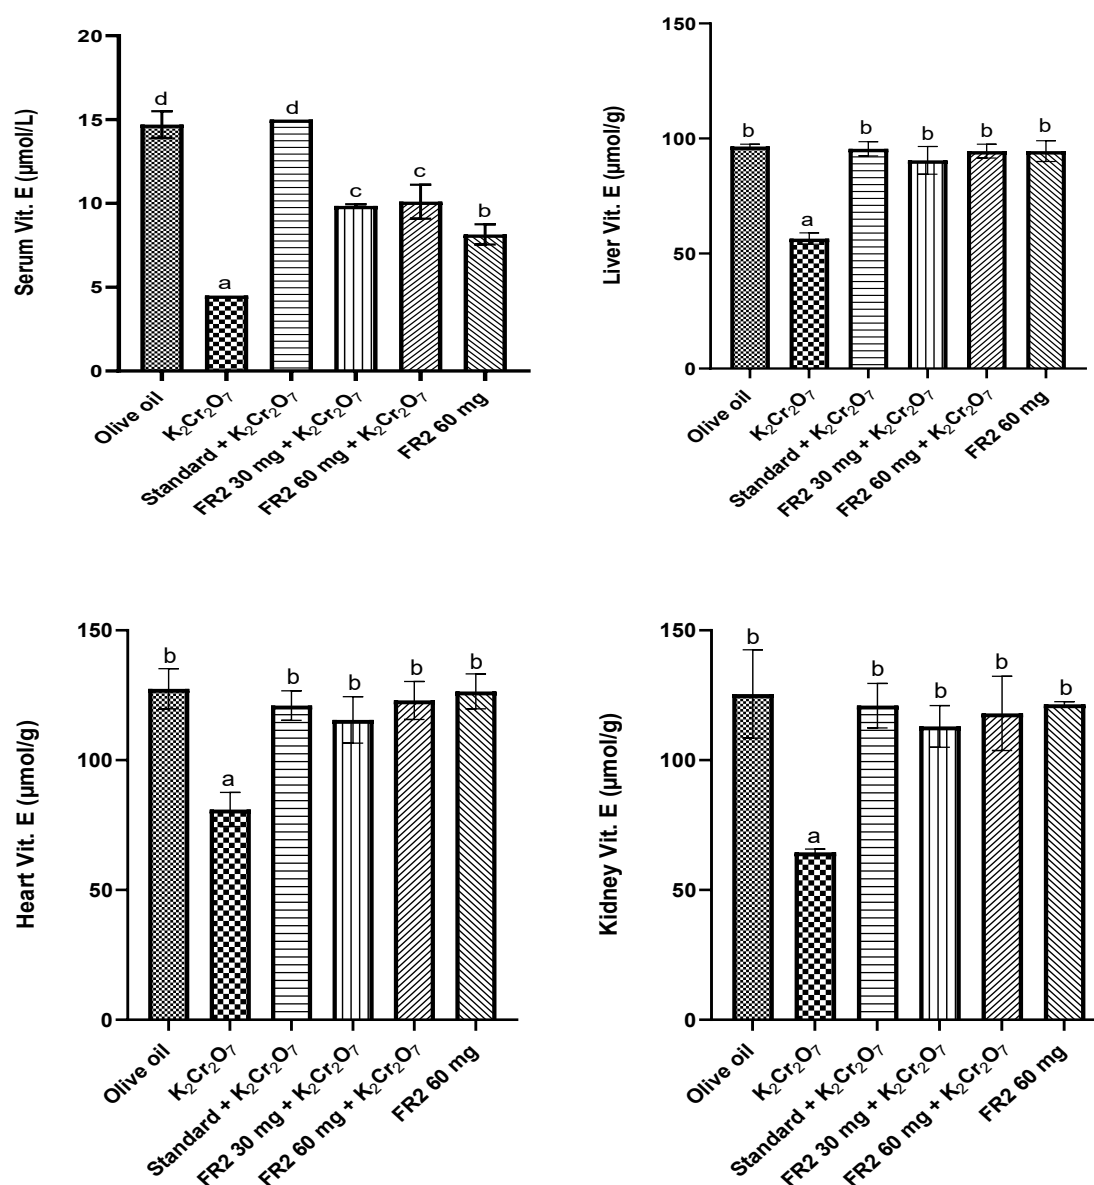 Serum Vit. E (µmol/L)
20
15
10
5
0
d
a
d
c
c
b
Olive oil
K₂Cr₂O₇
Standard + K₂Cr₂O₇
FR2 30 mg + K₂Cr₂O₇
FR2 60 mg + K₂Cr₂O₇
FR2 60 mg
Liver Vit. E (µmol/g)
150
100
50
0
b
a
b
b
b
b
Olive oil
K₂Cr₂O₇
Standard + K₂Cr₂O₇
FR2 30 mg + K₂Cr₂O₇
FR2 60 mg + K₂Cr₂O₇
FR2 60 mg
Heart Vit. E (µmol/g)
150
100
50
0
b
a
b
b
b
b
Olive oil
K₂Cr₂O₇
Standard + K₂Cr₂O₇
FR2 30 mg + K₂Cr₂O₇
FR2 60 mg + K₂Cr₂O₇
FR2 60 mg
Kidney Vit. E (µmol/g)
150
100
50
0
b
a
b
b
b
b
Olive oil
K₂Cr₂O₇
Standard + K₂Cr₂O₇
FR2 30 mg + K₂Cr₂O₇
FR2 60 mg + K₂Cr₂O₇
FR2 60 mg